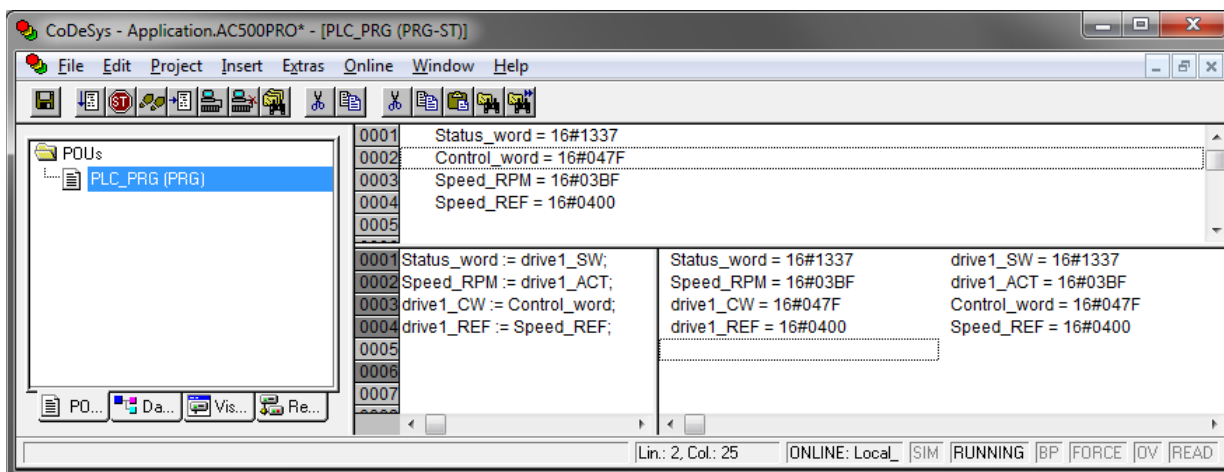 CoDeSys - Application.AC500PRO* - [PLC_PRG (PRG-ST)]
File Edit Project Insert Extras Online Window Help
ST
POUs
PLC_PRG (PRG)
PO... Da... Vis... Re...
0001 Status_word = 16#1337
0002 Control_word = 16#047F
0003 Speed_RPM = 16#03BF
0004 Speed_REF = 16#0400
0005
0001 Status_word := drive1_SW; Status_word = 16#1337 drive1_SW = 16#1337
0002 Speed_RPM := drive1_ACT; Speed_RPM = 16#03BF drive1_ACT = 16#03BF
0003 drive1_CW := Control_word; drive1_CW = 16#047F Control_word = 16#047F
0004 drive1_REF := Speed_REF; drive1_REF = 16#0400 Speed_REF = 16#0400
0005
0006
0007
Lin.: 2, Col.: 25 ONLINE: Local_ SIM RUNNING BP FORCE OV READ